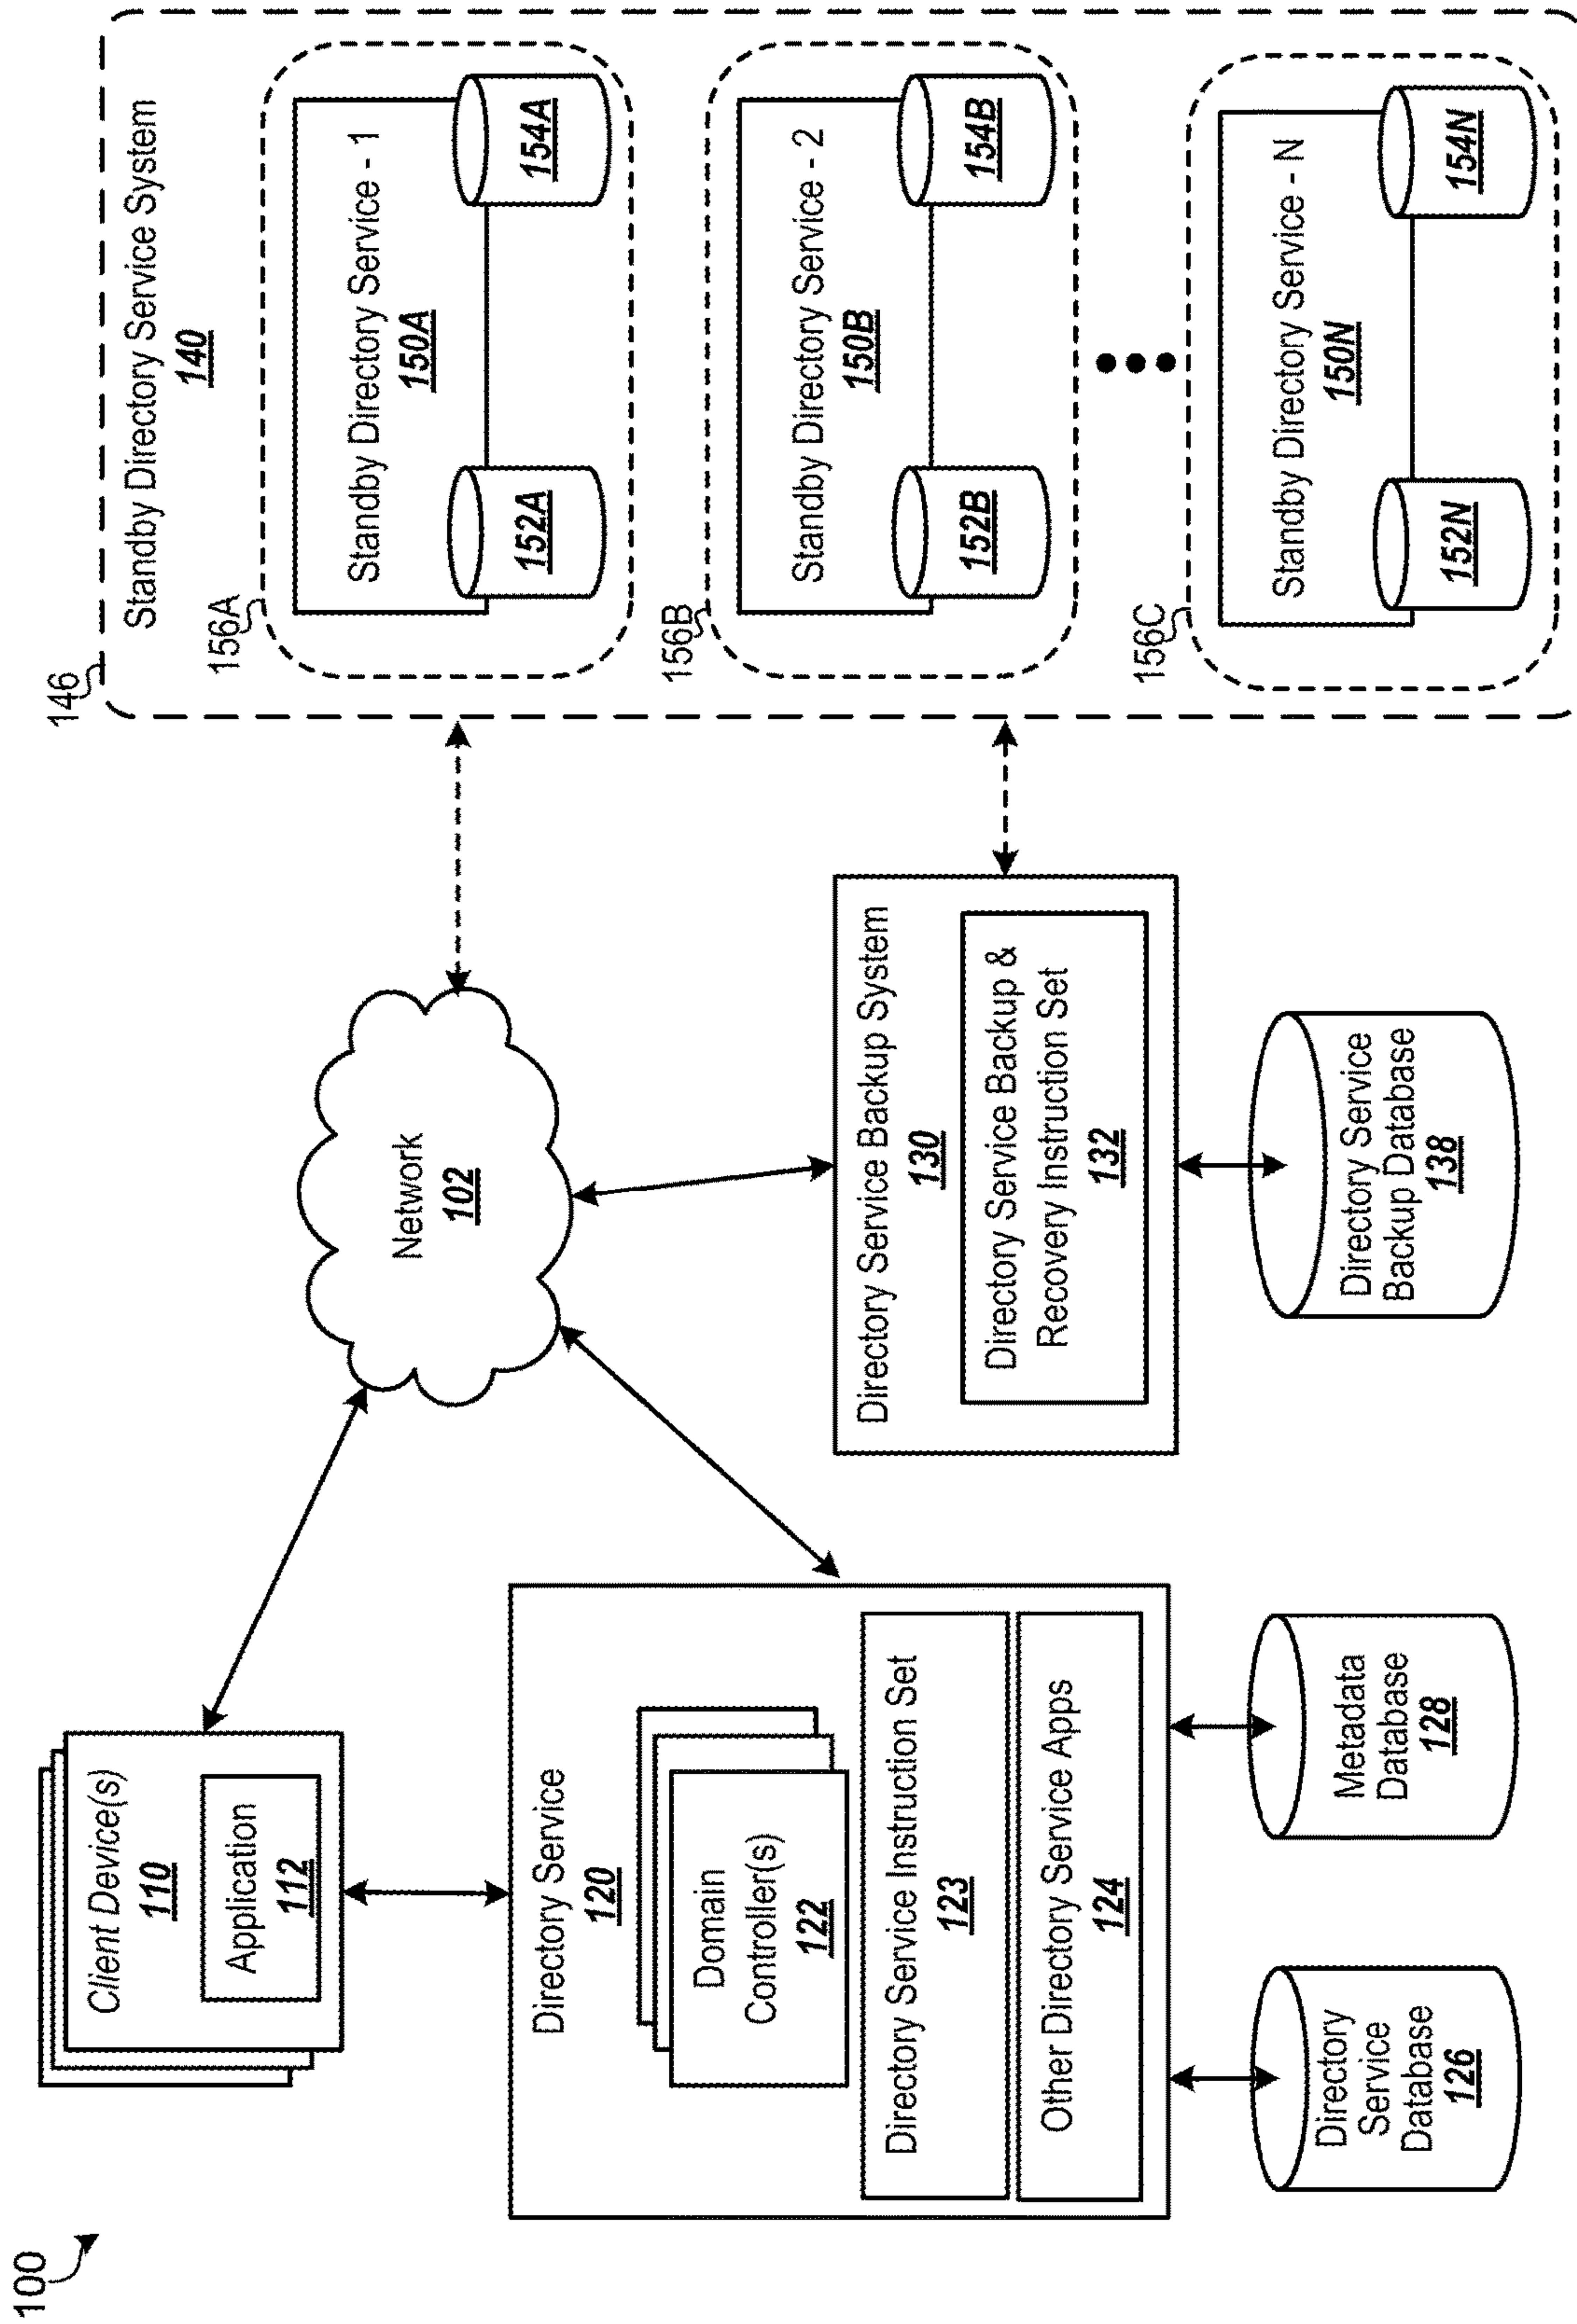 100
Client Device(s)
110
Application
112
Directory Service
120
Domain
Controller(s)
122
Directory Service Instruction Set
123
Other Directory Service Apps
124
Directory
Service
Database
126
Metadata
Database
128
Network
102
Directory Service Backup System
130
Directory Service Backup &
Recovery Instruction Set
132
Directory Service
Backup Database
138
146
Standby Directory Service System
140
156A
Standby Directory Service - 1
150A
152A
154A
156B
Standby Directory Service - 2
150B
152B
154B
156C
Standby Directory Service - N
150N
152N
154N